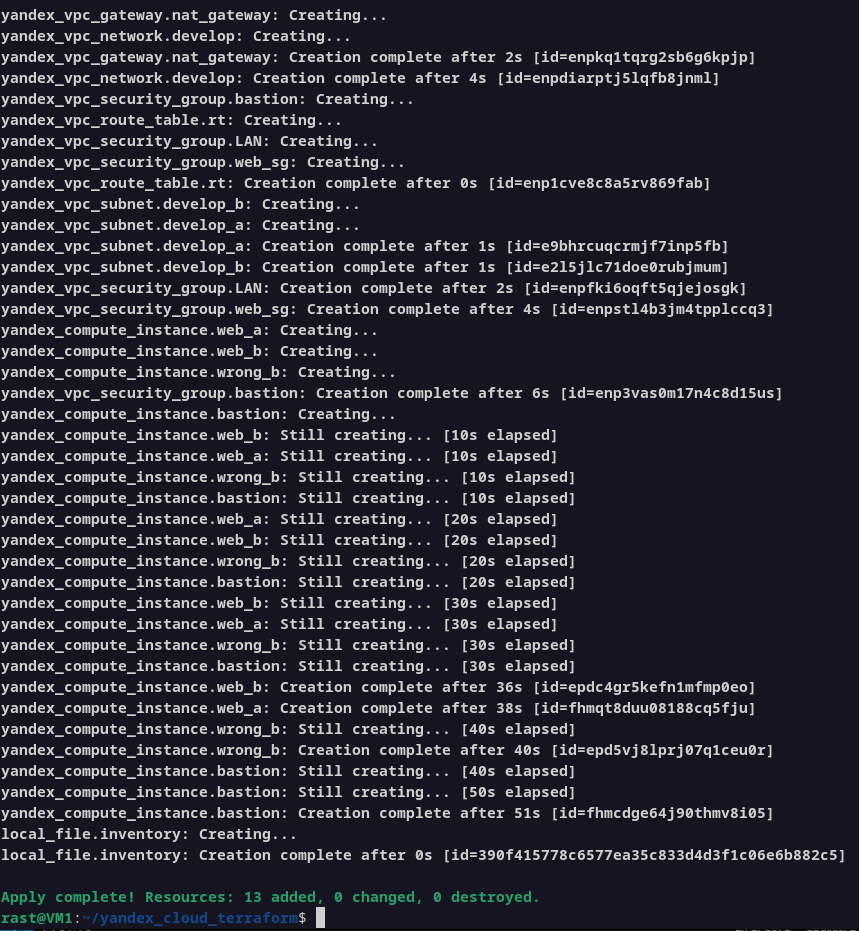 yandex_vpc_gateway.nat_gateway: Creating...
yandex_vpc_network.develop: Creating...
yandex_vpc_gateway.nat_gateway: Creation complete after 2s [id=enpkq1tqrg2sb6g6kpjp]
yandex_vpc_network.develop: Creation complete after 4s [id=enpdiarptj5lqfb8jnml]
yandex_vpc_security_group.bastion: Creating...
yandex_vpc_route_table.rt: Creating...
yandex_vpc_security_group.LAN: Creating...
yandex_vpc_security_group.web_sg: Creating...
yandex_vpc_route_table.rt: Creation complete after 0s [id=enp1cve8c8a5rv869fab]
yandex_vpc_subnet.develop_b: Creating...
yandex_vpc_subnet.develop_a: Creating...
yandex_vpc_subnet.develop_a: Creation complete after 1s [id=e9bhrcuqcrmjf7inp5fb]
yandex_vpc_subnet.develop_b: Creation complete after 1s [id=e2l5jlc71doe0rubjmum]
yandex_vpc_security_group.LAN: Creation complete after 2s [id=enpfki6oqft5qjejosgk]
yandex_vpc_security_group.web_sg: Creation complete after 4s [id=enpstl4b3jm4tpplccq3]
yandex_compute_instance.web_a: Creating...
yandex_compute_instance.web_b: Creating...
yandex_compute_instance.wrong_b: Creating...
yandex_vpc_security_group.bastion: Creation complete after 6s [id=enp3vas0m17n4c8d15us]
yandex_compute_instance.bastion: Creating...
yandex_compute_instance.web_b: Still creating... [10s elapsed]
yandex_compute_instance.web_a: Still creating... [10s elapsed]
yandex_compute_instance.wrong_b: Still creating... [10s elapsed]
yandex_compute_instance.bastion: Still creating... [10s elapsed]
yandex_compute_instance.web_a: Still creating... [20s elapsed]
yandex_compute_instance.web_b: Still creating... [20s elapsed]
yandex_compute_instance.wrong_b: Still creating... [20s elapsed]
yandex_compute_instance.bastion: Still creating... [20s elapsed]
yandex_compute_instance.web_b: Still creating... [30s elapsed]
yandex_compute_instance.web_a: Still creating... [30s elapsed]
yandex_compute_instance.wrong_b: Still creating... [30s elapsed]
yandex_compute_instance.bastion: Still creating... [30s elapsed]
yandex_compute_instance.web_b: Creation complete after 36s [id=epdc4gr5kefn1mfmp0eo]
yandex_compute_instance.web_a: Creation complete after 38s [id=fhmqt8duu08188cq5fju]
yandex_compute_instance.wrong_b: Still creating... [40s elapsed]
yandex_compute_instance.wrong_b: Creation complete after 40s [id=epd5vj8lprj07q1ceu0r]
yandex_compute_instance.bastion: Still creating... [40s elapsed]
yandex_compute_instance.bastion: Still creating... [50s elapsed]
yandex_compute_instance.bastion: Creation complete after 51s [id=fhmcdge64j90thmv8i05]
local_file.inventory: Creating...
local_file.inventory: Creation complete after 0s [id=390f415778c6577ea35c833d4d3f1c06e6b882c5]
Apply complete! Resources: 13 added, 0 changed, 0 destroyed.
rast@VM1:~/yandex_cloud_terraform$